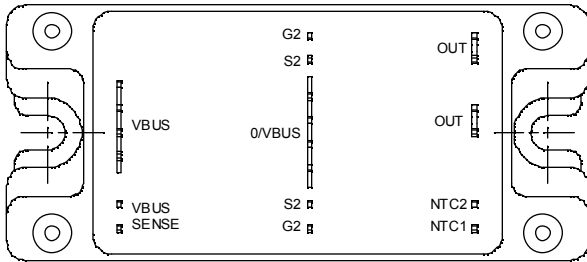 G2
S2
OUT
VBUS
0/VBUS
OUT
VBUS
SENSE
S2
G2
NTC2
NTC1